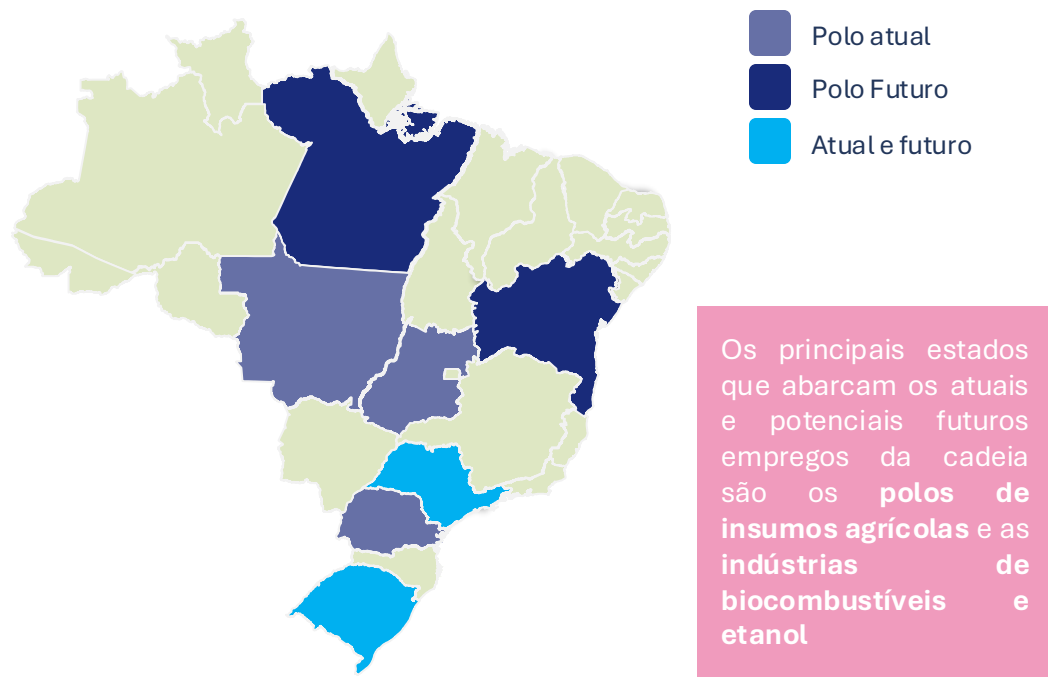 Polo atual
Polo Futuro
Atual e futuro
Os principais estados
que abarcam os atuais
e potenciais futuros
empregos da cadeia
são os polos de
insumos agrícolas e as
indústrias de
biocombustíveis e
etanol